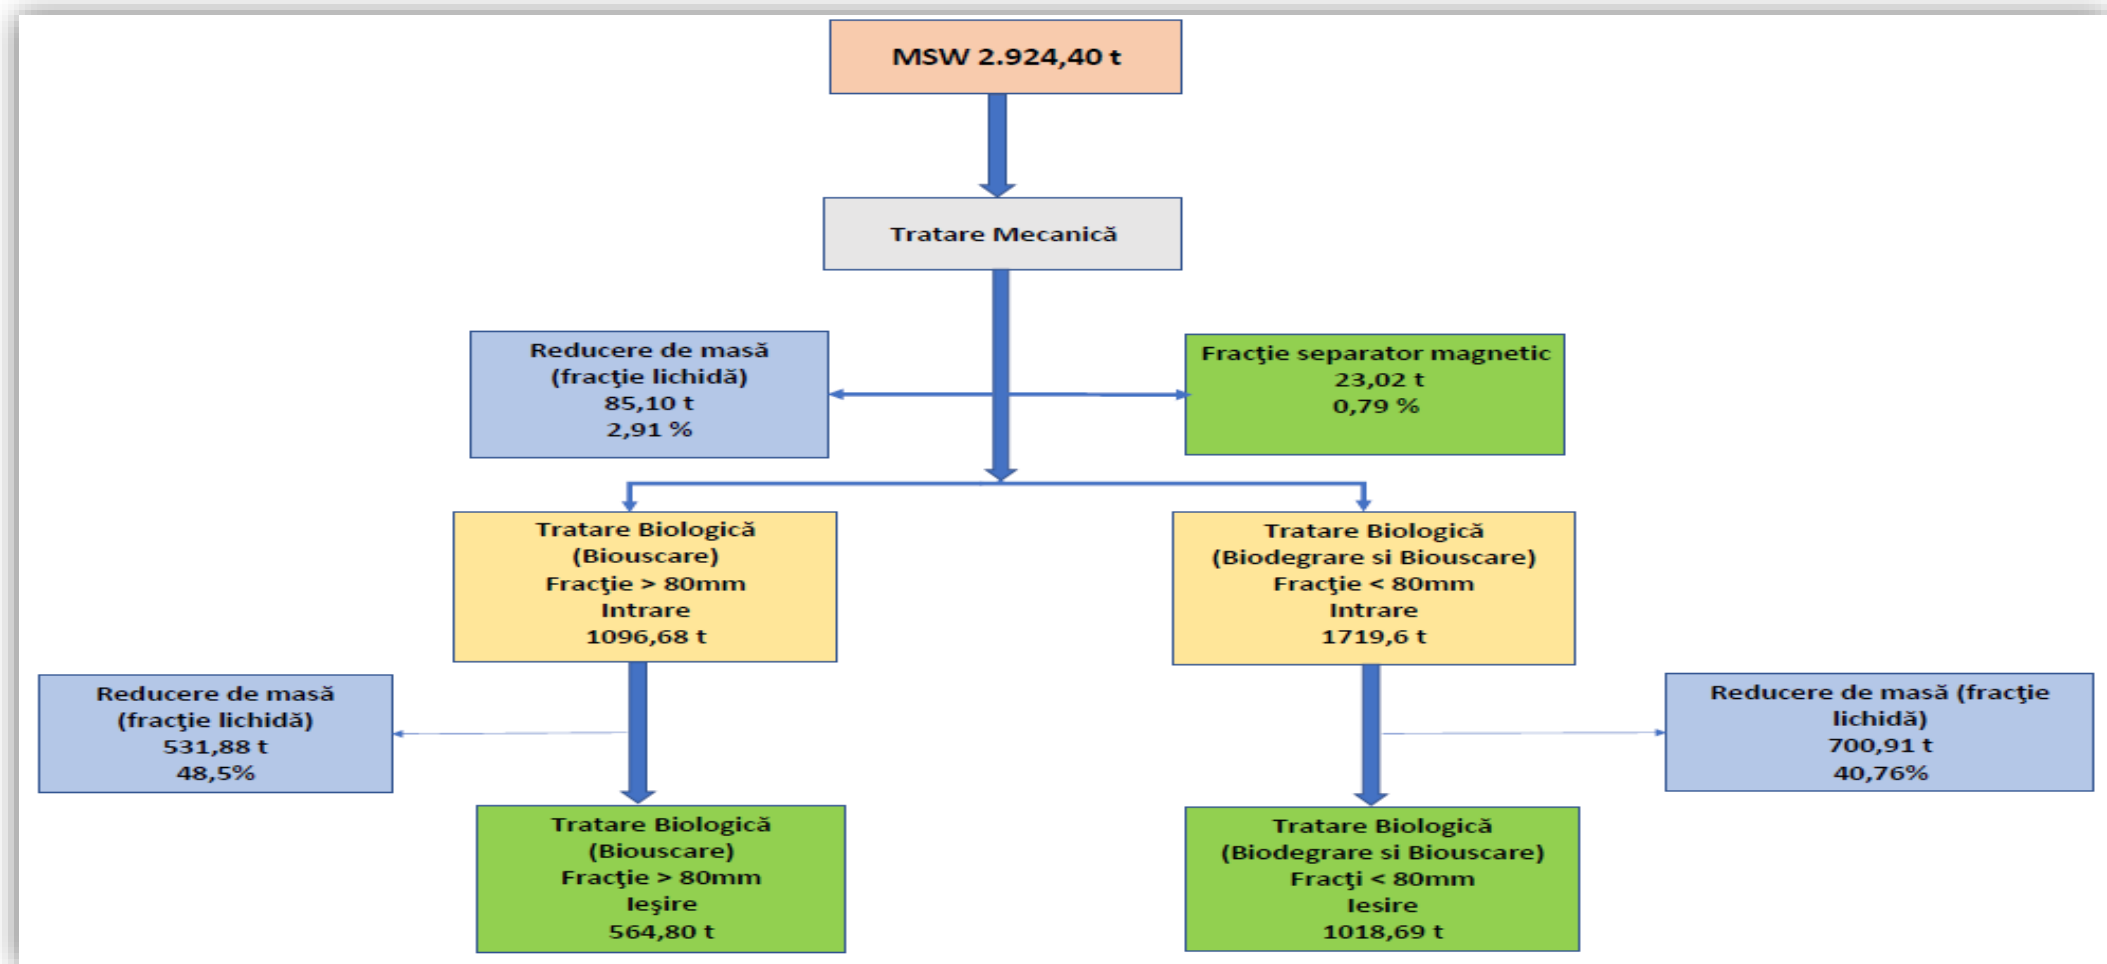 MSW 2.924,40 t
Tratare Mecanică
Reducere de masă
(fracţie lichidă)
85,10 t
2,91 %
Fracţie separator magnetic
23,02 t
0,79 %
Tratare Biologică
(Biouscare)
Fracţie > 80mm
Intrare
1096,68 t
Tratare Biologică
(Biodegrare si Biouscare)
Fracţie < 80mm
Intrare
1719,6 t
Reducere de masă
(fracţie lichidă)
531,88 t
48,5%
Reducere de masă (fracţie
lichidă)
700,91 t
40,76%
Tratare Biologică
(Biouscare)
Fracţie > 80mm
Ieşire
564,80 t
Tratare Biologică
(Biodegrare si Biouscare)
Fracţi < 80mm
Iesire
1018,69 t